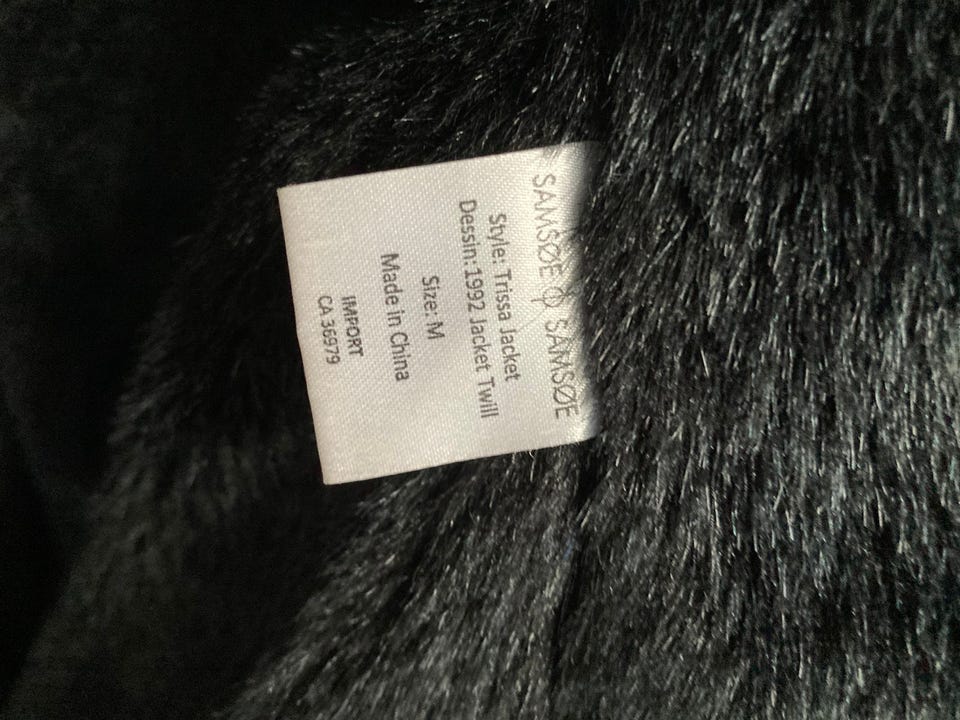 SAMSØE Φ SAMSØE
Style: Trissa Jacket
Dessin:1992 Jacket Twill
Size: M
Made in China
IMPORT
CA 36979